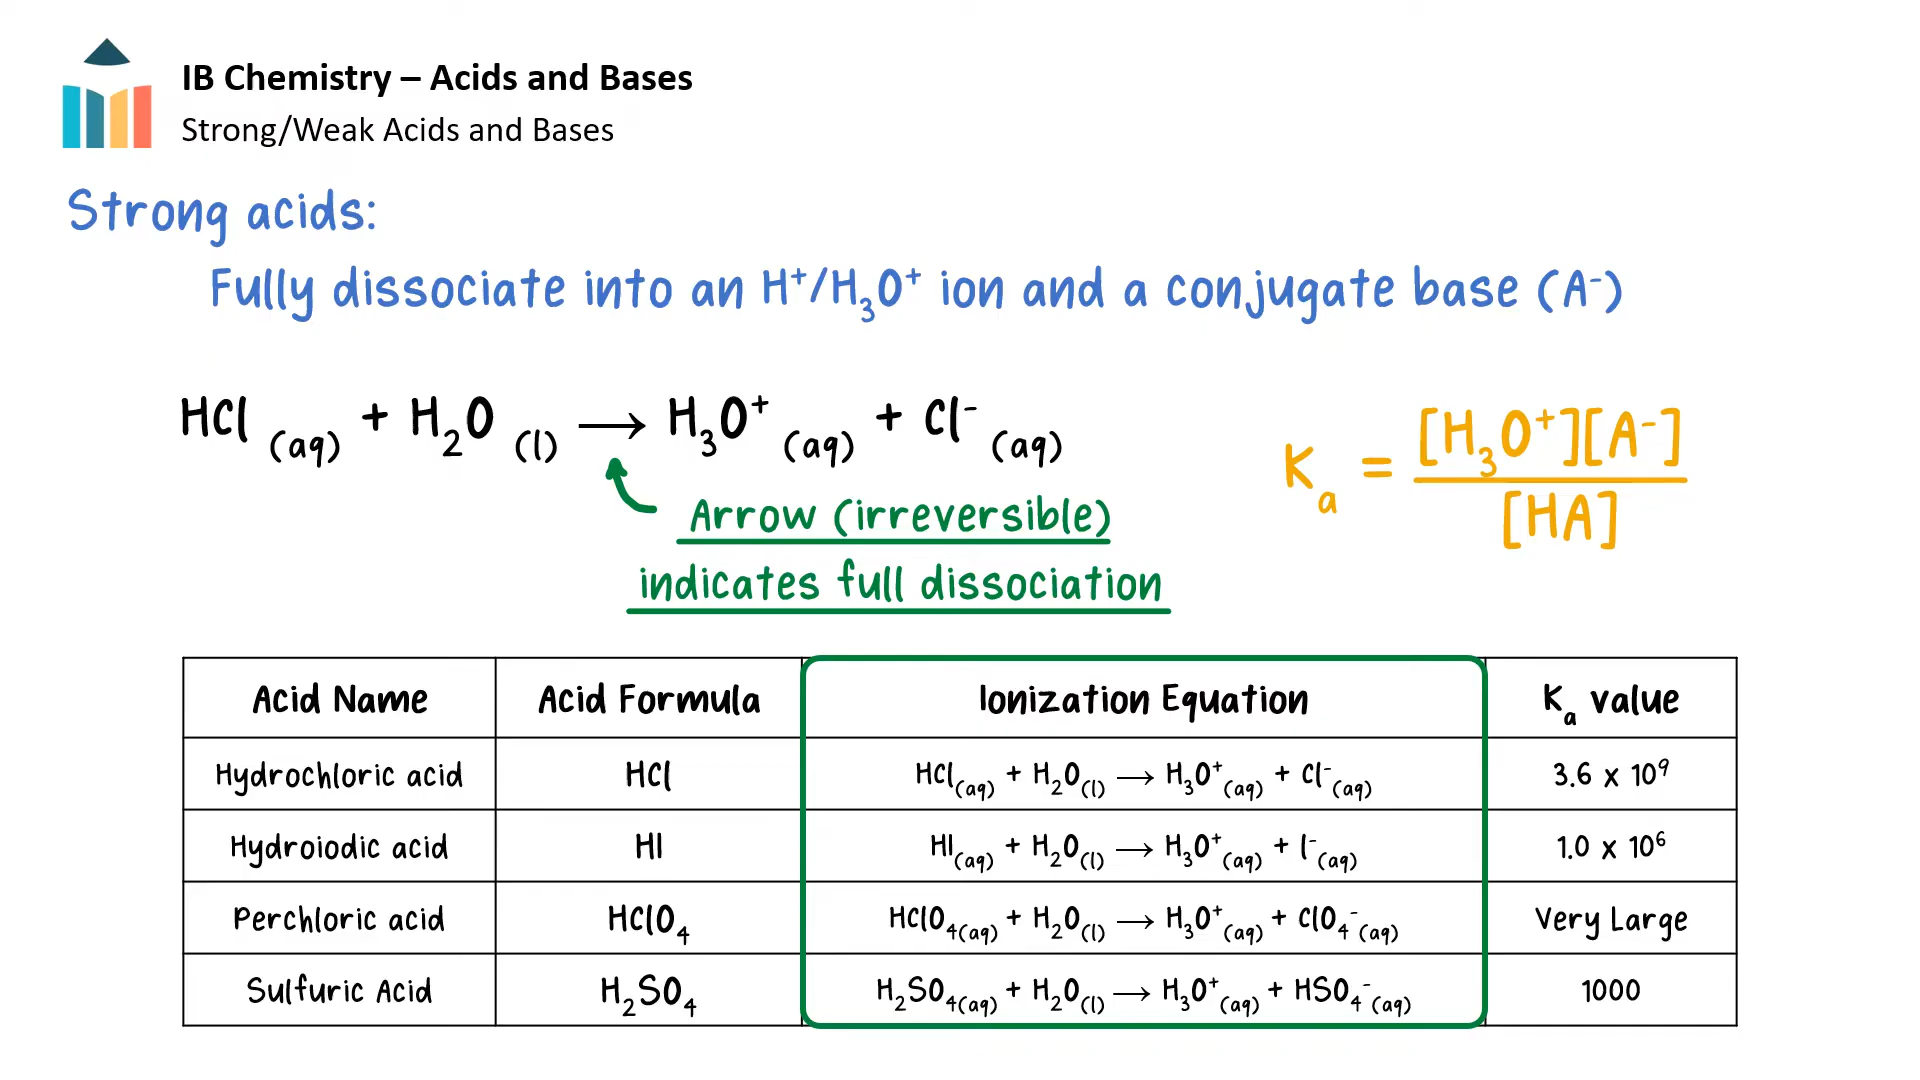 IB Chemistry – Acids and Bases
Strong/Weak Acids and Bases
Strong acids:
Fully dissociate into an H⁺/H₃O⁺ ion and a conjugate base (A⁻)
HCl (aq) + H₂O (l) → H₃O⁺ (aq) + Cl⁻ (aq)
Kₐ = [H₃O⁺][A⁻] / [HA]
Arrow (irreversible)
indicates full dissociation
Acid Name Acid Formula Ionization Equation Kₐ value
Hydrochloric acid HCl HCl(aq) + H₂O(l) → H₃O⁺(aq) + Cl⁻(aq) 3.6 x 10⁹
Hydroiodic acid HI HI(aq) + H₂O(l) → H₃O⁺(aq) + I⁻(aq) 1.0 x 10⁶
Perchloric acid HClO₄ HClO₄(aq) + H₂O(l) → H₃O⁺(aq) + ClO₄⁻(aq) Very Large
Sulfuric Acid H₂SO₄ H₂SO₄(aq) + H₂O(l) → H₃O⁺(aq) + HSO₄⁻(aq) 1000